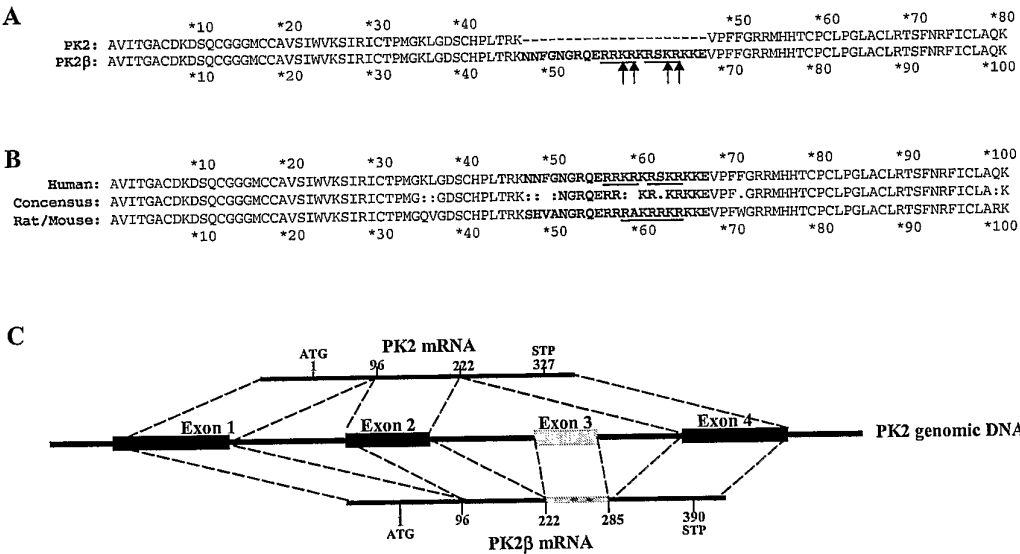 A
*10 *20 *30 *40 *50 *60 *70 *80
PK2: AVITGACDKDSQCGGGMCCAVSIWVKSIRICTPMGKLGDSCHPLTRK---------------------VPFFGRRMHHTCPCLPGLACLRTSFNRFICLAQK
PK2β: AVITGACDKDSQCGGGMCCAVSIWVKSIRICTPMGKLGDSCHPLTRKNNFGNGRQERRKRKRSKRKKEVPFFGRRMHHTCPCLPGLACLRTSFNRFICLAQK
*10 *20 *30 *40 *50 *70 *80 *90 *100
B
*10 *20 *30 *40 *50 *60 *70 *80 *90 *100
Human: AVITGACDKDSQCGGGMCCAVSIWVKSIRICTPMGKLGDSCHPLTRKNNFGNGRQERRKRKRSKRKKEVPFFGRRMHHTCPCLPGLACLRTSFNRFICLAQK
Consensus: AVITGACDKDSQCGGGMCCAVSIWVKSIRICTPMG::GDSCHPLTRK:: :NGRQERR: KR.KRKKEVPF.GRRMHHTCPCLPGLACLRTSFNRFICLA:K
Rat/Mouse: AVITGACDKDSQCGGGMCCAVSIWVKSIRICTPMGQVGDSCHPLTRKSHVANGRQERRRAKRRKRKKEVPFWGRRMHHTCPCLPGLACLRTSFNRFICLARK
*10 *20 *30 *40 *50 *60 *70 *80 *90 *100
C
PK2 mRNA
ATG STP
1 96 222 327
Exon 1 Exon 2 Exon 3 Exon 4
PK2 genomic DNA
1 96 222 285 390
ATG STP
PK2β mRNA